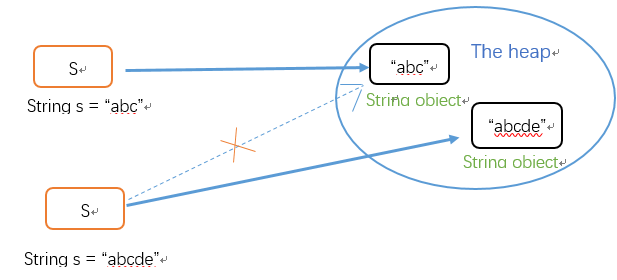 S
"abc"
The heap
String s = "abc"
String object
"abcde"
String object
S
String s = "abcde"